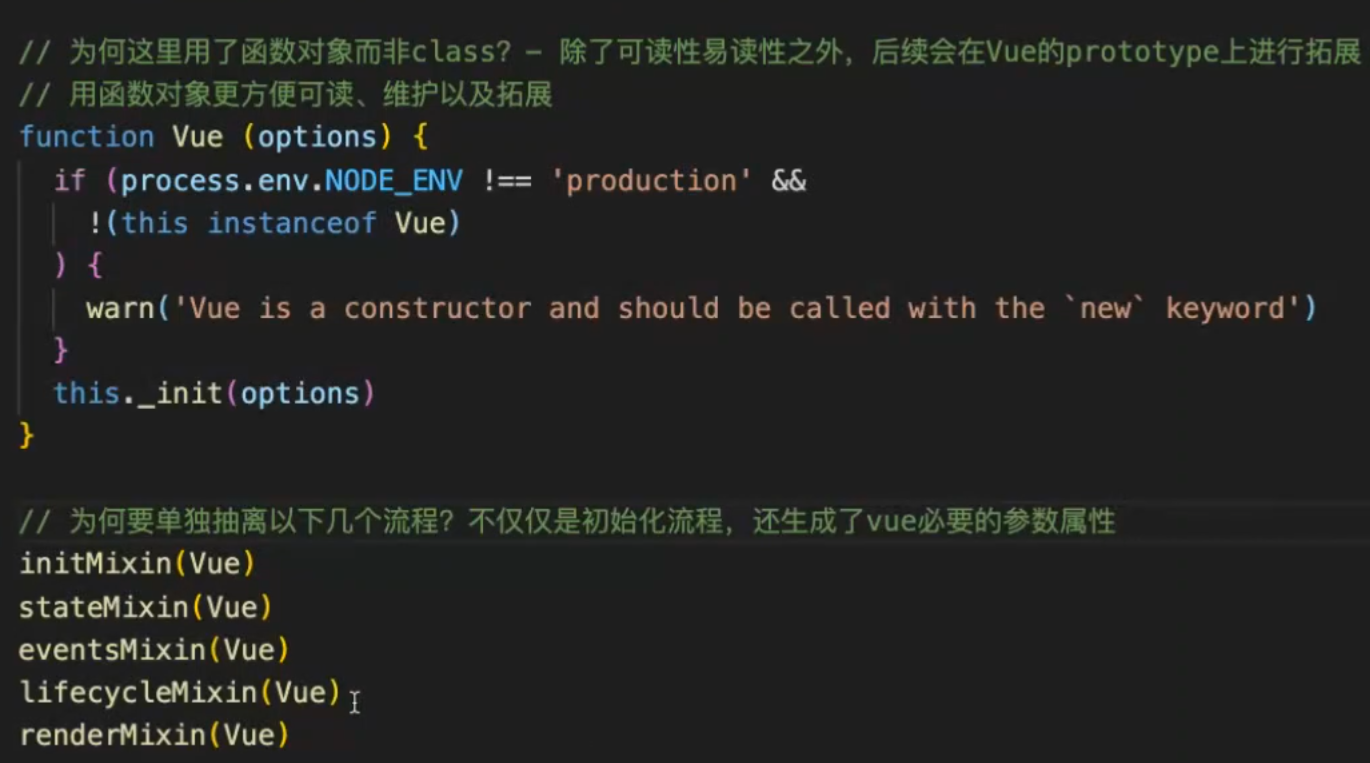 // 为何这里用了函数对象而非class? - 除了可读性易读性之外，后续会在Vue的prototype上进行拓展
// 用函数对象更方便可读、维护以及拓展
function Vue (options) {
  if (process.env.NODE_ENV !== 'production' &&
    !(this instanceof Vue)
  ) {
    warn('Vue is a constructor and should be called with the `new` keyword')
  }
  this._init(options)
}
// 为何要单独抽离以下几个流程？不仅仅是初始化流程，还生成了vue必要的参数属性
initMixin(Vue)
stateMixin(Vue)
eventsMixin(Vue)
lifecycleMixin(Vue)
renderMixin(Vue)